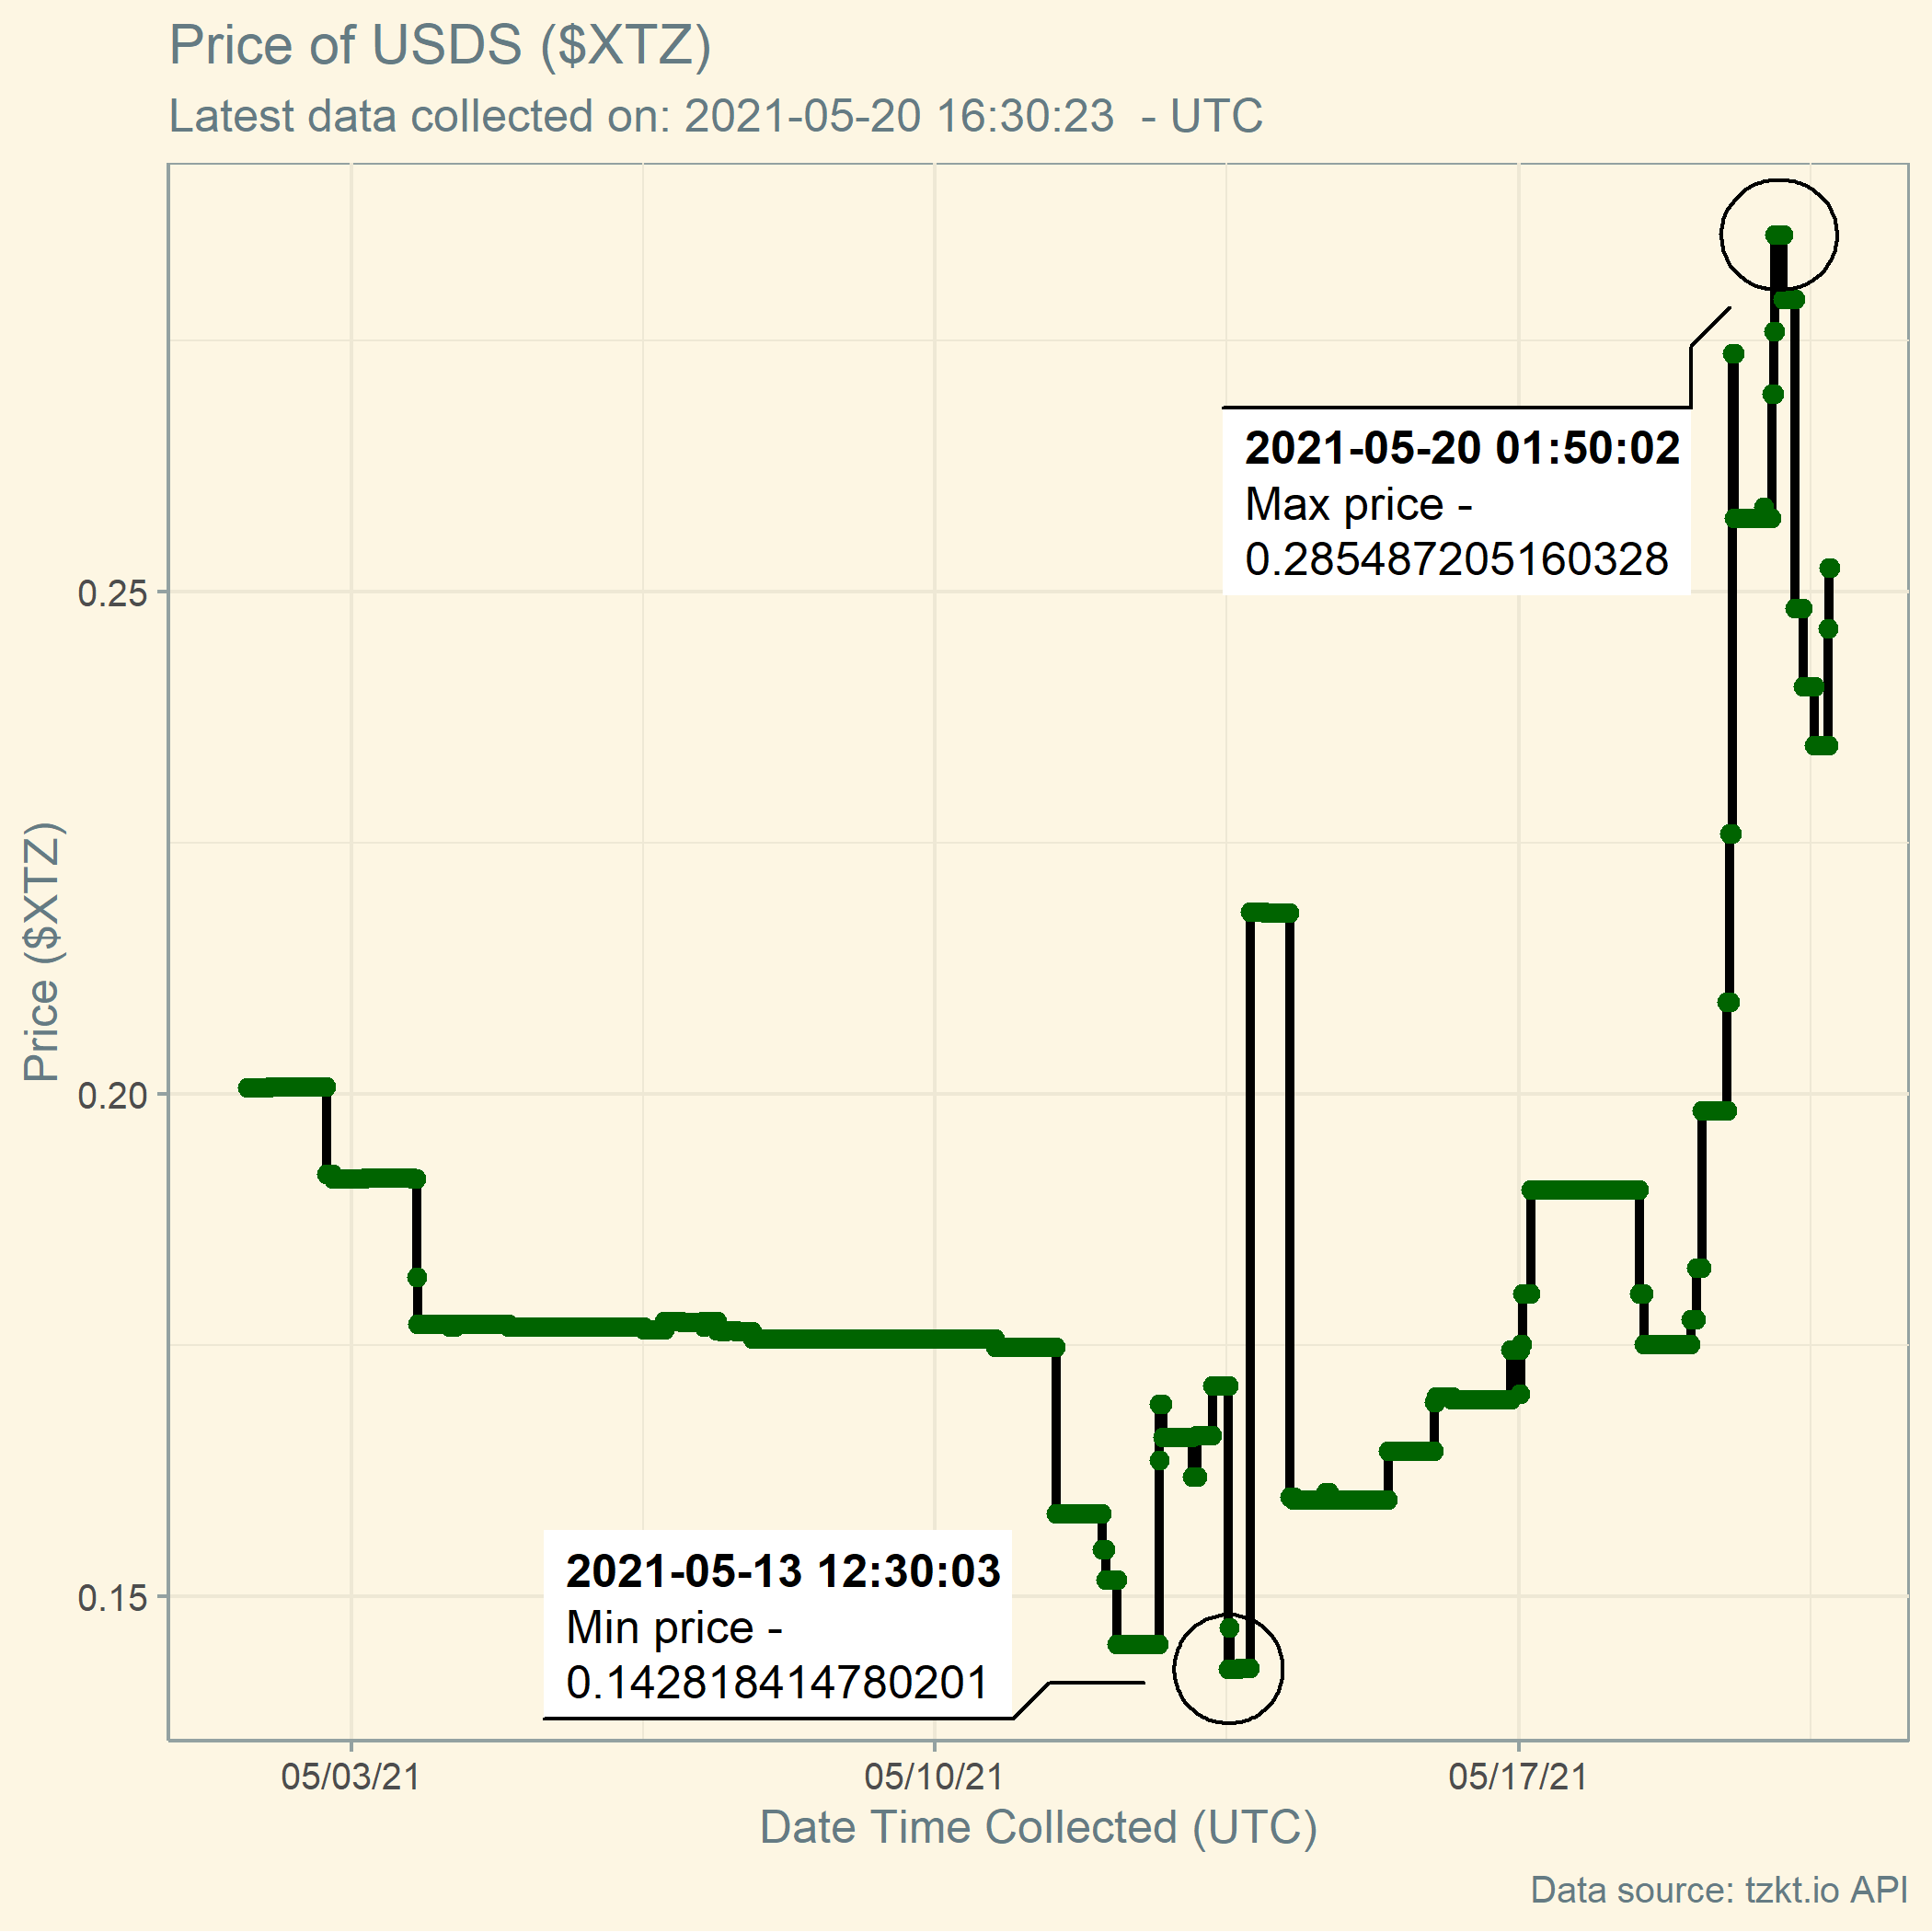 Price of USDS ($XTZ)
Latest data collected on: 2021-05-20 16:30:23  - UTC
2021-05-20 01:50:02
Max price -
0.285487205160328
0.25
Price ($XTZ)
0.20
2021-05-13 12:30:03
Min price -
0.142818414780201
0.15
05/03/21
05/10/21
05/17/21
Date Time Collected (UTC)
Data source: tzkt.io API